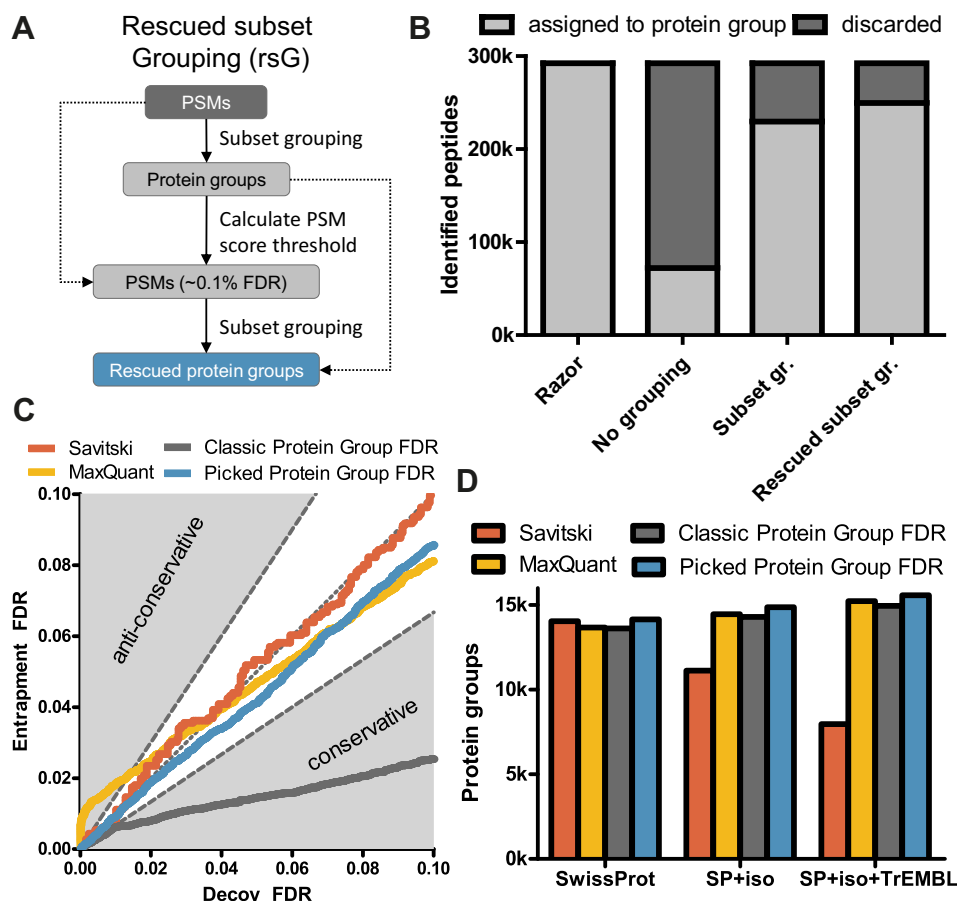 A
Rescued subset
Grouping (rsG)
PSMs
Subset grouping
Protein groups
Calculate PSM
score threshold
PSMs (~0.1% FDR)
Subset grouping
Rescued protein groups
B
assigned to protein group
discarded
300k
200k
100k
0k
Identified peptides
Razor
No grouping
Subset gr.
Rescued subset gr.
C
Savitski
Classic Protein Group FDR
MaxQuant
Picked Protein Group FDR
0.10
0.08
0.06
0.04
0.02
0.00
Entrapment FDR
anti-conservative
conservative
0.00
0.02
0.04
0.06
0.08
0.10
Decoy FDR
D
Savitski
Classic Protein Group FDR
MaxQuant
Picked Protein Group FDR
15k
10k
5k
0k
Protein groups
SwissProt
SP+iso
SP+iso+TrEMBL